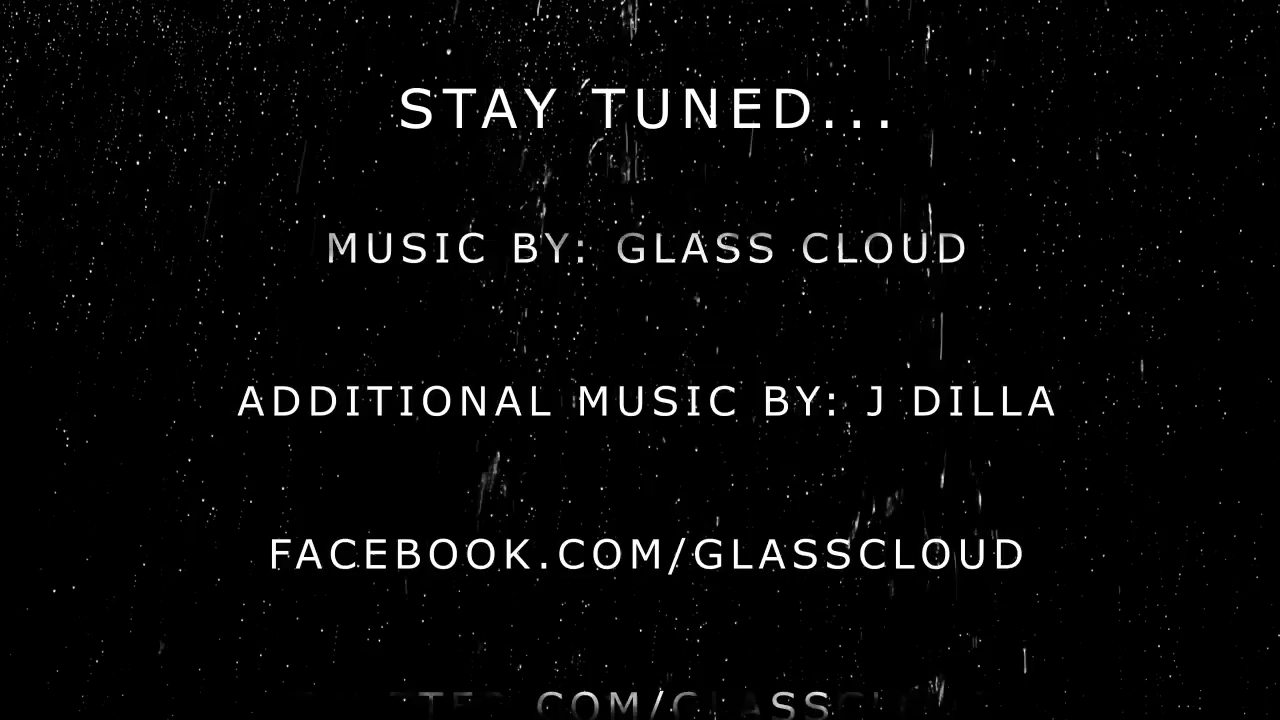 STAY TUNED...
MUSIC BY: GLASS CLOUD
ADDITIONAL MUSIC BY: J DILLA
FACEBOOK.COM/GLASSCLOUD